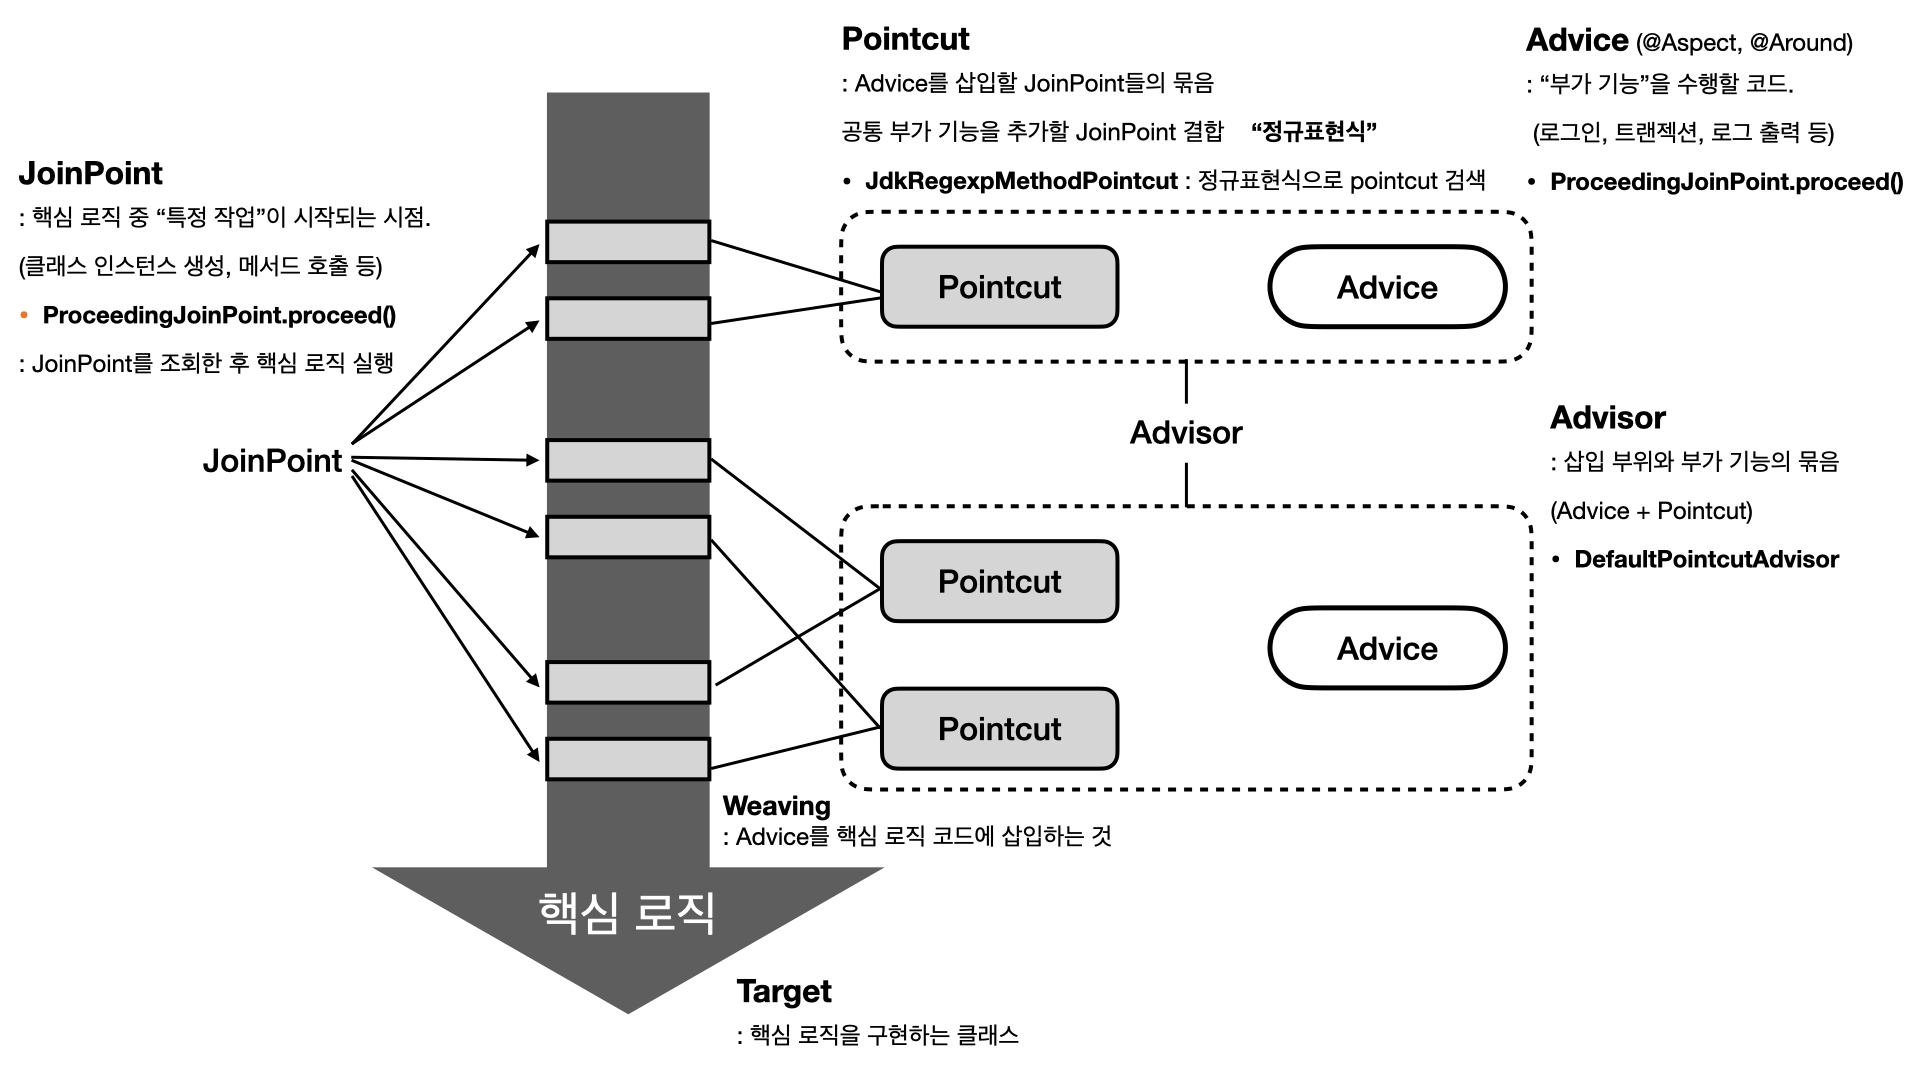 JoinPoint
: 핵심 로직 중 “특정 작업”이 시작되는 시점.
(클래스 인스턴스 생성, 메서드 호출 등)
• ProceedingJoinPoint.proceed()
: JoinPoint를 조회한 후 핵심 로직 실행
JoinPoint
Pointcut
: Advice를 삽입할 JoinPoint들의 묶음
공통 부가 기능을 추가할 JoinPoint 결합 “정규표현식”
• JdkRegexpMethodPointcut : 정규표현식으로 pointcut 검색
Advice (@Aspect, @Around)
: “부가 기능”을 수행할 코드.
(로그인, 트랜젝션, 로그 출력 등)
• ProceedingJoinPoint.proceed()
Pointcut
Advice
Advisor
Advisor
: 삽입 부위와 부가 기능의 묶음
(Advice + Pointcut)
• DefaultPointcutAdvisor
Pointcut
Advice
Pointcut
Weaving
: Advice를 핵심 로직 코드에 삽입하는 것
핵심 로직
Target
: 핵심 로직을 구현하는 클래스